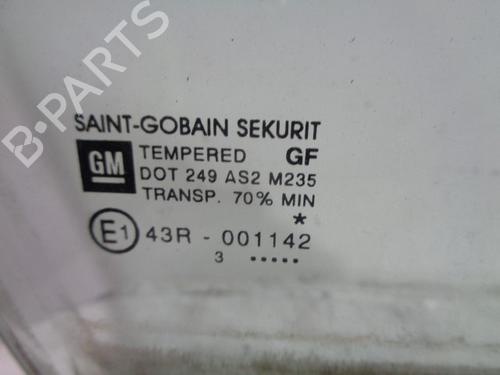 B-PARTS
SAINT-GOBAIN SEKURIT
GM TEMPERED GF
DOT 249 AS2 M235
TRANSP. 70% MIN
*
E1 43R - 001142
3 •••••